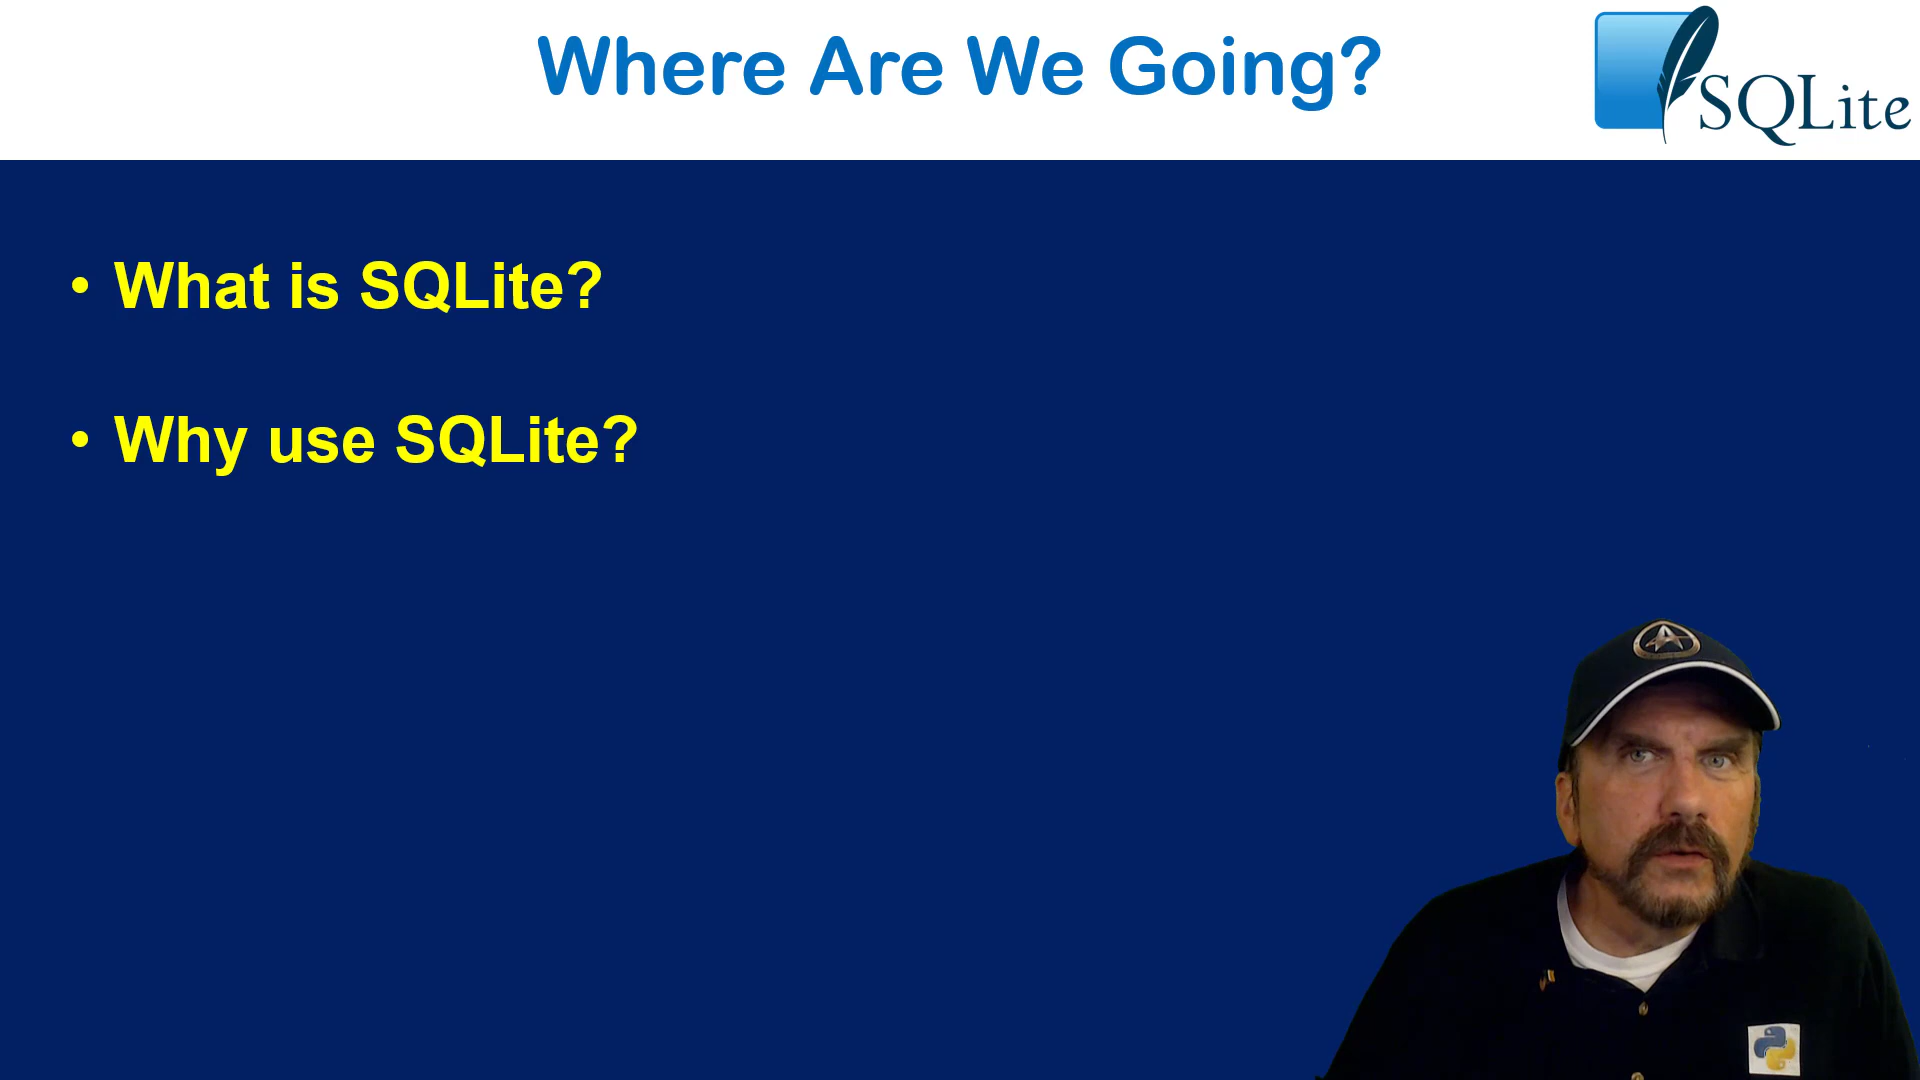 Where Are We Going?
SQLite
• What is SQLite?
• Why use SQLite?